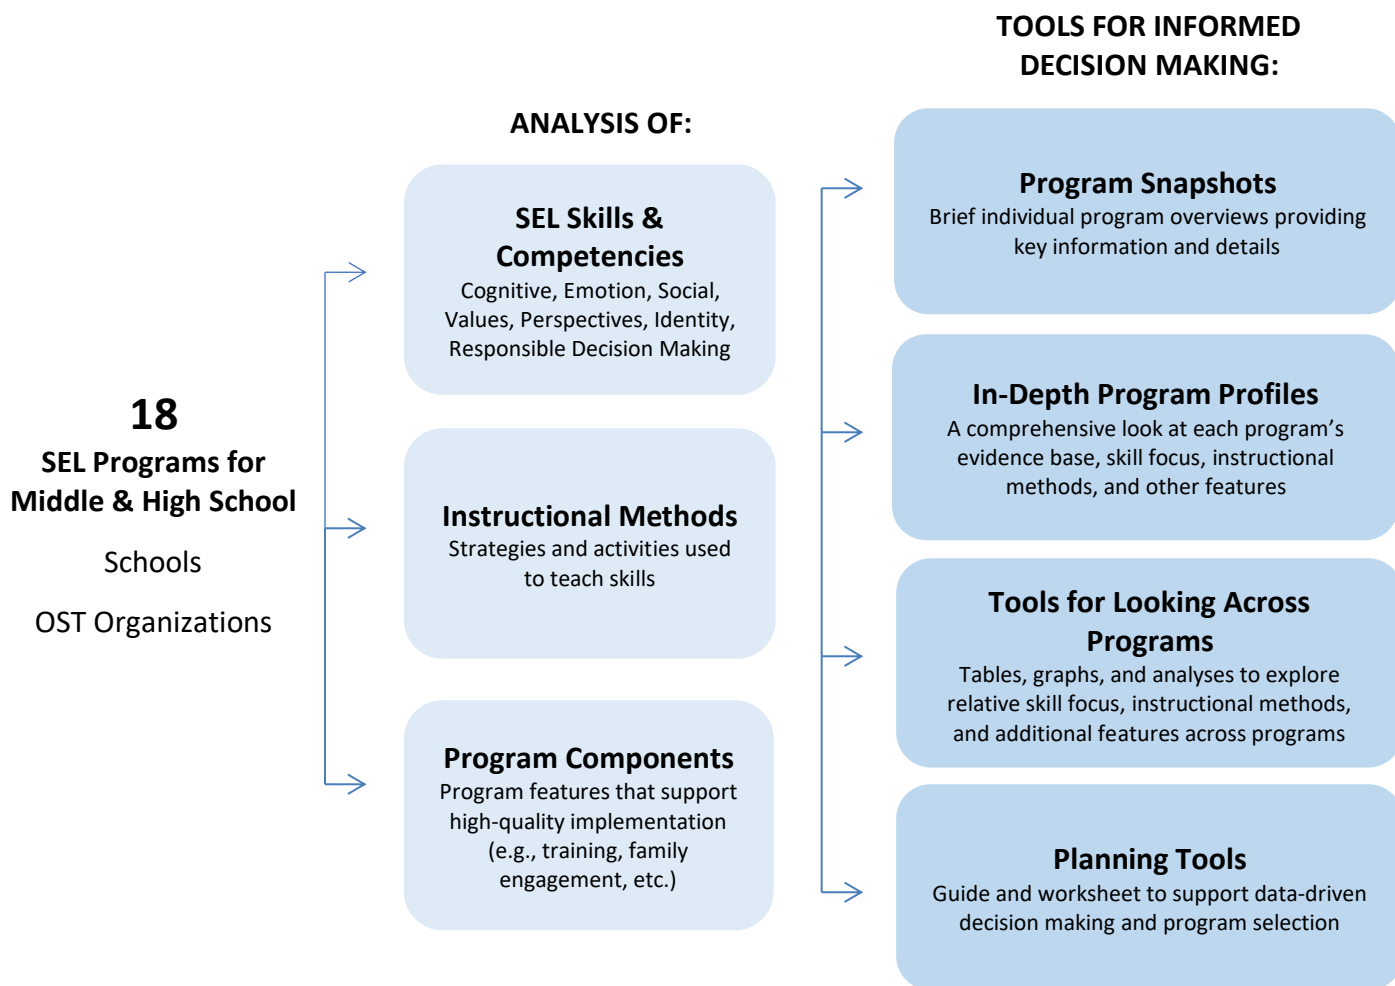 18
SEL Programs for
Middle & High School
Schools
OST Organizations
ANALYSIS OF:
SEL Skills &
Competencies
Cognitive, Emotion, Social,
Values, Perspectives, Identity,
Responsible Decision Making
Instructional Methods
Strategies and activities used
to teach skills
Program Components
Program features that support
high-quality implementation
(e.g., training, family
engagement, etc.)
TOOLS FOR INFORMED
DECISION MAKING:
Program Snapshots
Brief individual program overviews providing
key information and details
In-Depth Program Profiles
A comprehensive look at each program’s
evidence base, skill focus, instructional
methods, and other features
Tools for Looking Across
Programs
Tables, graphs, and analyses to explore
relative skill focus, instructional methods,
and additional features across programs
Planning Tools
Guide and worksheet to support data-driven
decision making and program selection